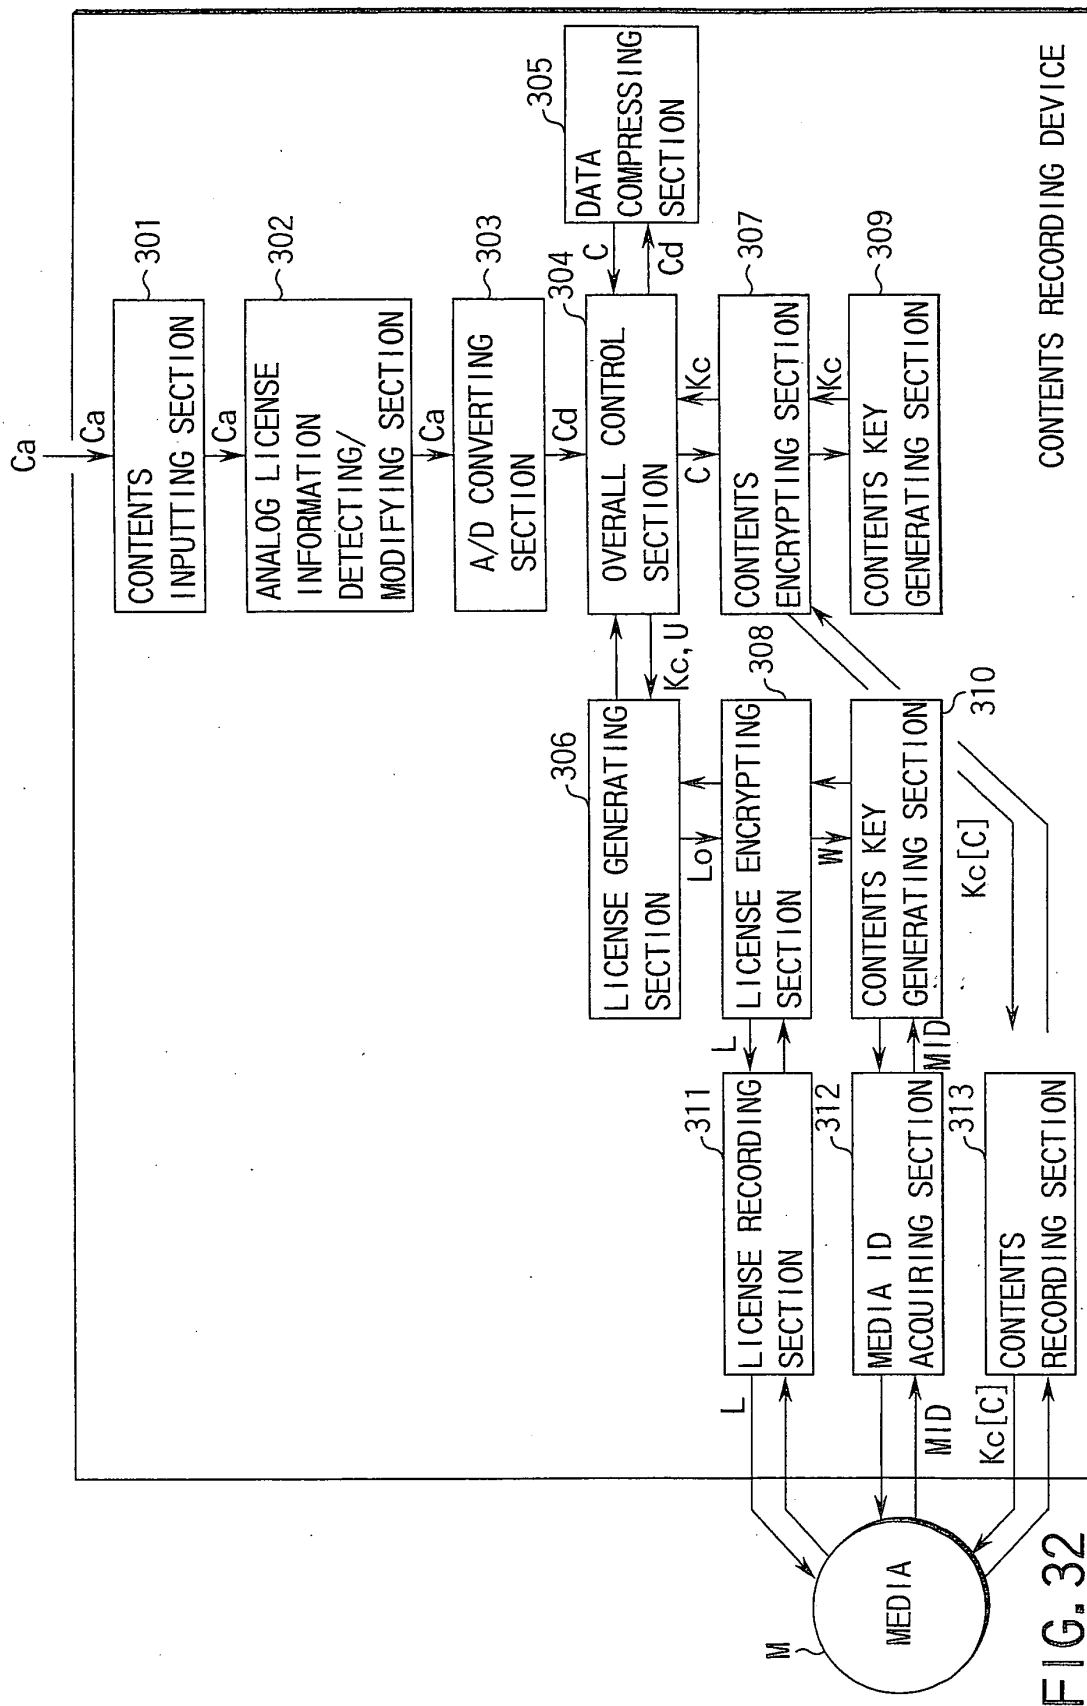 Ca
Ca
301
CONTENTS
INPUTTING SECTION
Ca
302
ANALOG LICENSE
INFORMATION
DETECTING/
MODIFYING SECTION
Ca
303
A/D CONVERTING
SECTION
Cd
304
OVERALL CONTROL
SECTION
C
Cd
305
DATA
COMPRESSING
SECTION
306
LICENSE GENERATING
SECTION
Kc,U
C
Kc
307
CONTENTS
ENCRYPTING SECTION
Kc
309
CONTENTS KEY
GENERATING SECTION
Lo
308
LICENSE ENCRYPTING
SECTION
W
310
CONTENTS KEY
GENERATING SECTION
L
311
LICENSE RECORDING
SECTION
MID
312
MEDIA ID
ACQUIRING SECTION
Kc[C]
313
CONTENTS
RECORDING SECTION
L
MID
Kc[C]
M
MEDIA
CONTENTS RECORDING DEVICE
FIG.32